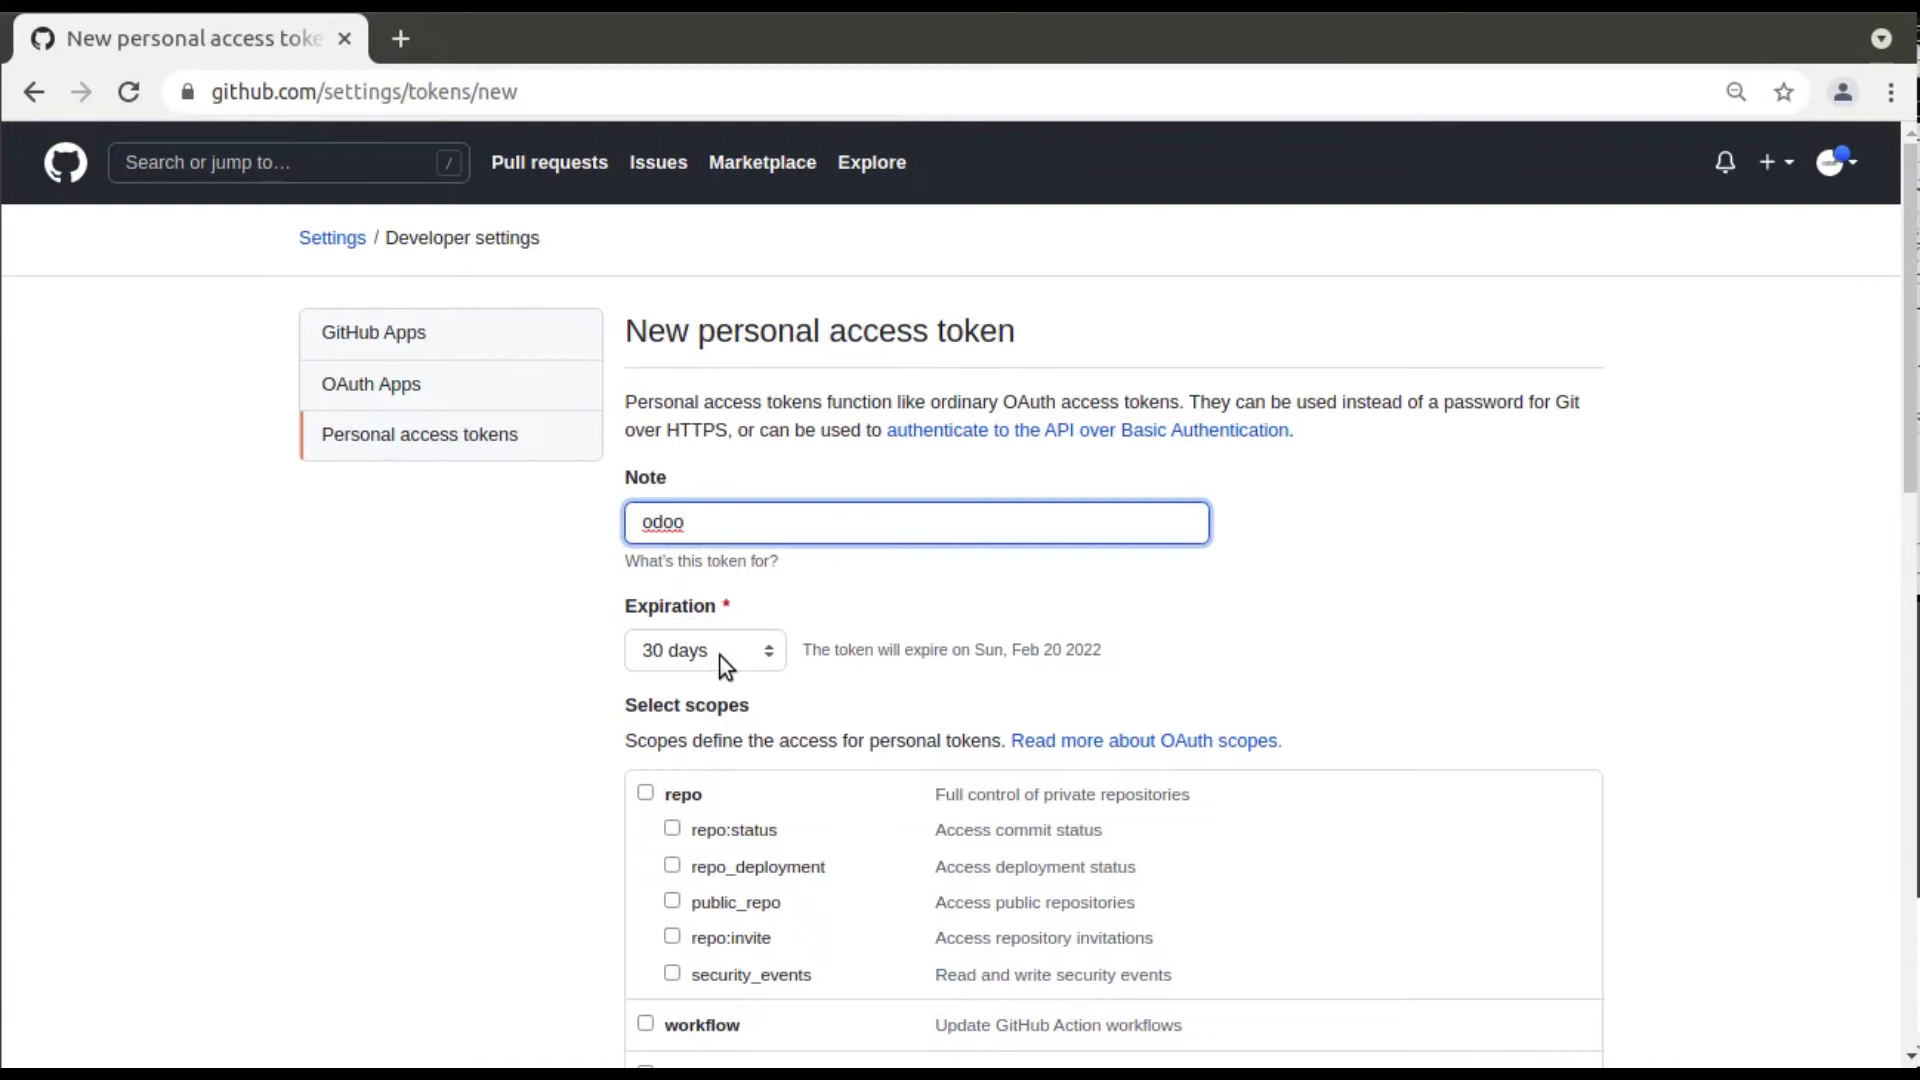 New personal access toke
github.com/settings/tokens/new
Search or jump to… /
Pull requests
Issues
Marketplace
Explore
Settings / Developer settings
GitHub Apps
OAuth Apps
Personal access tokens
New personal access token
Personal access tokens function like ordinary OAuth access tokens. They can be used instead of a password for Git
over HTTPS, or can be used to authenticate to the API over Basic Authentication.
Note
odoo
What's this token for?
Expiration *
30 days The token will expire on Sun, Feb 20 2022
Select scopes
Scopes define the access for personal tokens. Read more about OAuth scopes.
repo Full control of private repositories
repo:status Access commit status
repo_deployment Access deployment status
public_repo Access public repositories
repo:invite Access repository invitations
security_events Read and write security events
workflow Update GitHub Action workflows